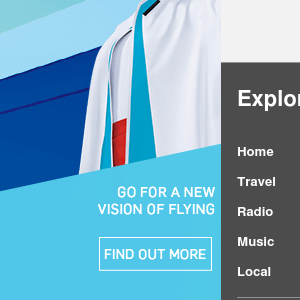 GO FOR A NEW
VISION OF FLYING
FIND OUT MORE
Explor
Home
Travel
Radio
Music
Local